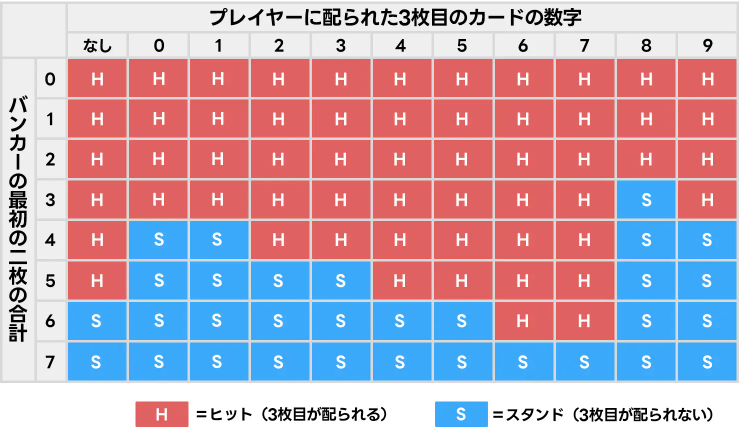 プレイヤーに配られた3枚目のカードの数字
なし 0 1 2 3 4 5 6 7 8 9
バンカーの最初の二枚の合計
0 H H H H H H H H H H H
1 H H H H H H H H H H H
2 H H H H H H H H H H H
3 H H H H H H H H H S H
4 H S S H H H H H H S S
5 H S S S S H H H H S S
6 S S S S S S S H H S S
7 S S S S S S S S S S S
H =ヒット（3枚目が配られる） S =スタンド（3枚目が配られない）